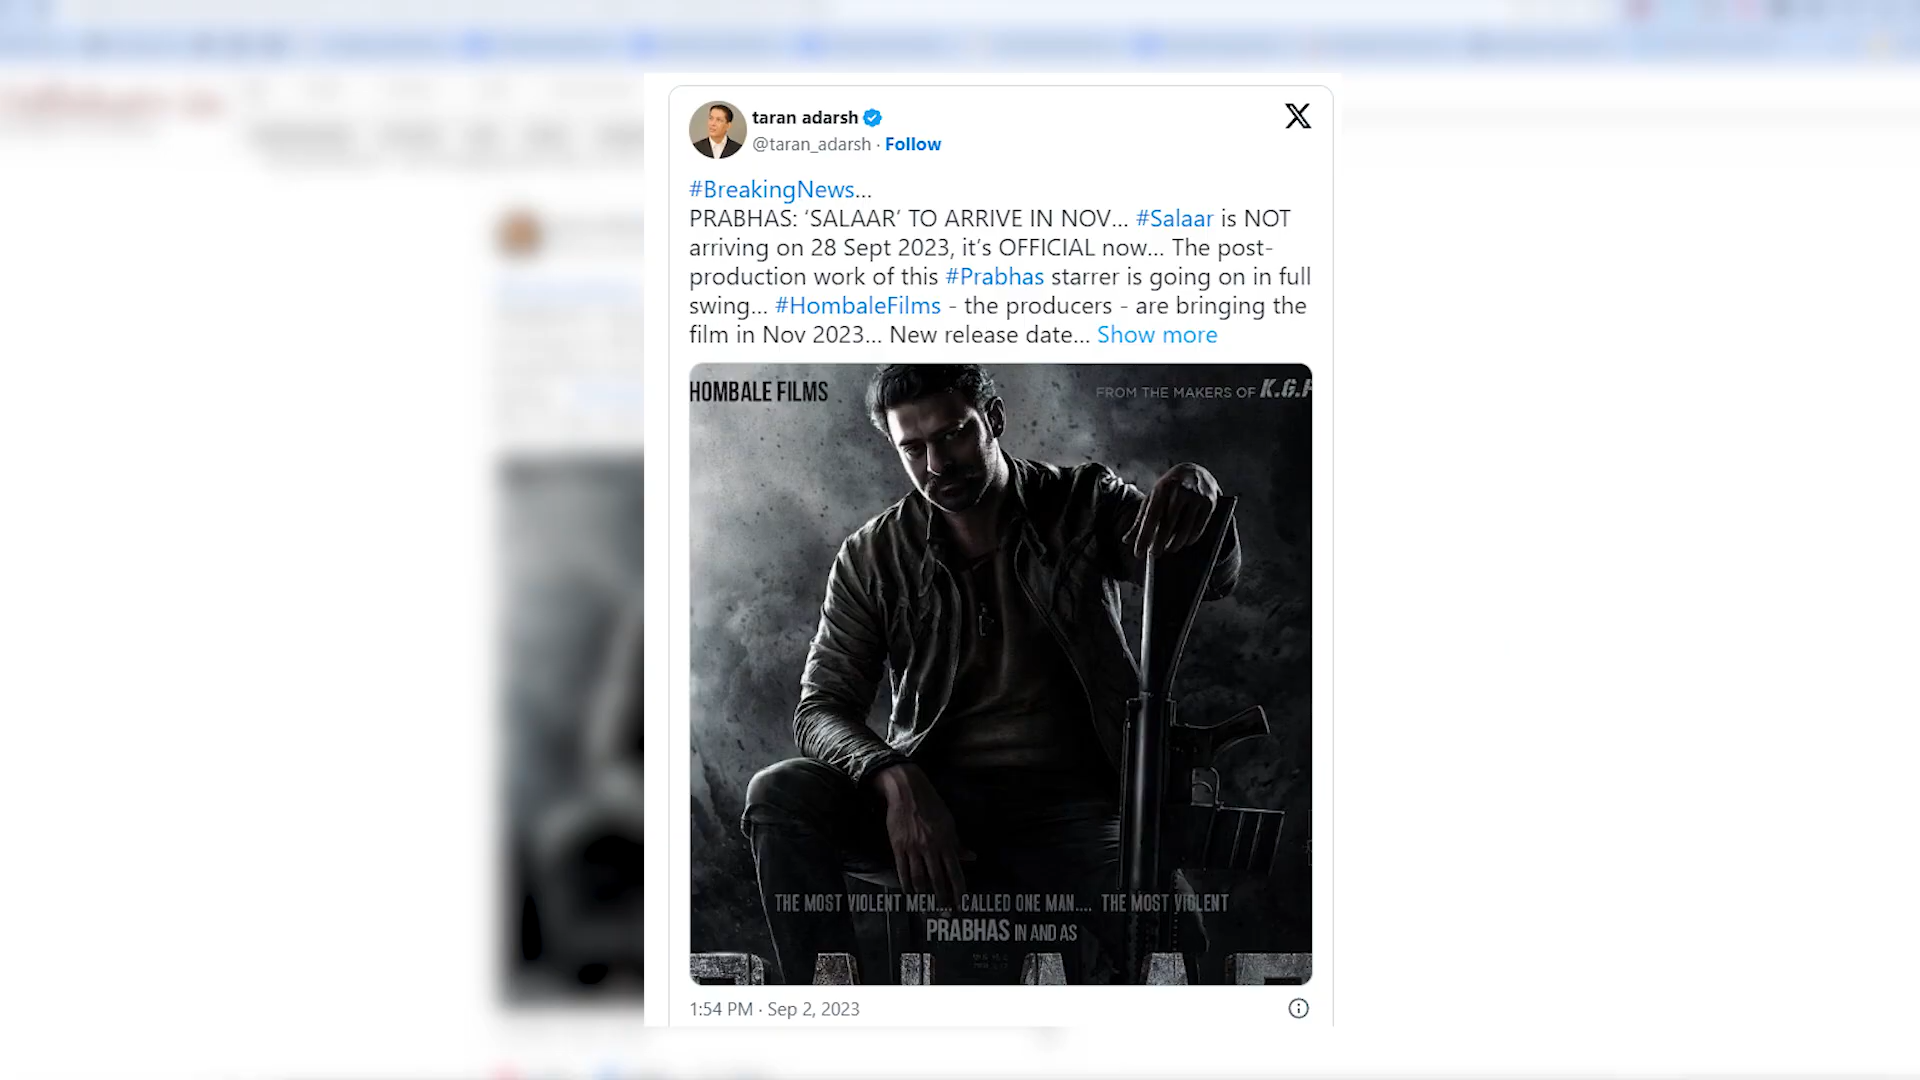 taran adarsh
@taran_adarsh · Follow
#BreakingNews...
PRABHAS: ‘SALAAR’ TO ARRIVE IN NOV... #Salaar is NOT
arriving on 28 Sept 2023, it’s OFFICIAL now... The post-
production work of this #Prabhas starrer is going on in full
swing... #HombaleFilms - the producers - are bringing the
film in Nov 2023... New release date... Show more
HOMBALE FILMS
FROM THE MAKERS OF K.G.F
THE MOST VIOLENT MEN.... CALLED ONE MAN.... THE MOST VIOLENT
PRABHAS IN AND AS
SALAAR
1:54 PM · Sep 2, 2023